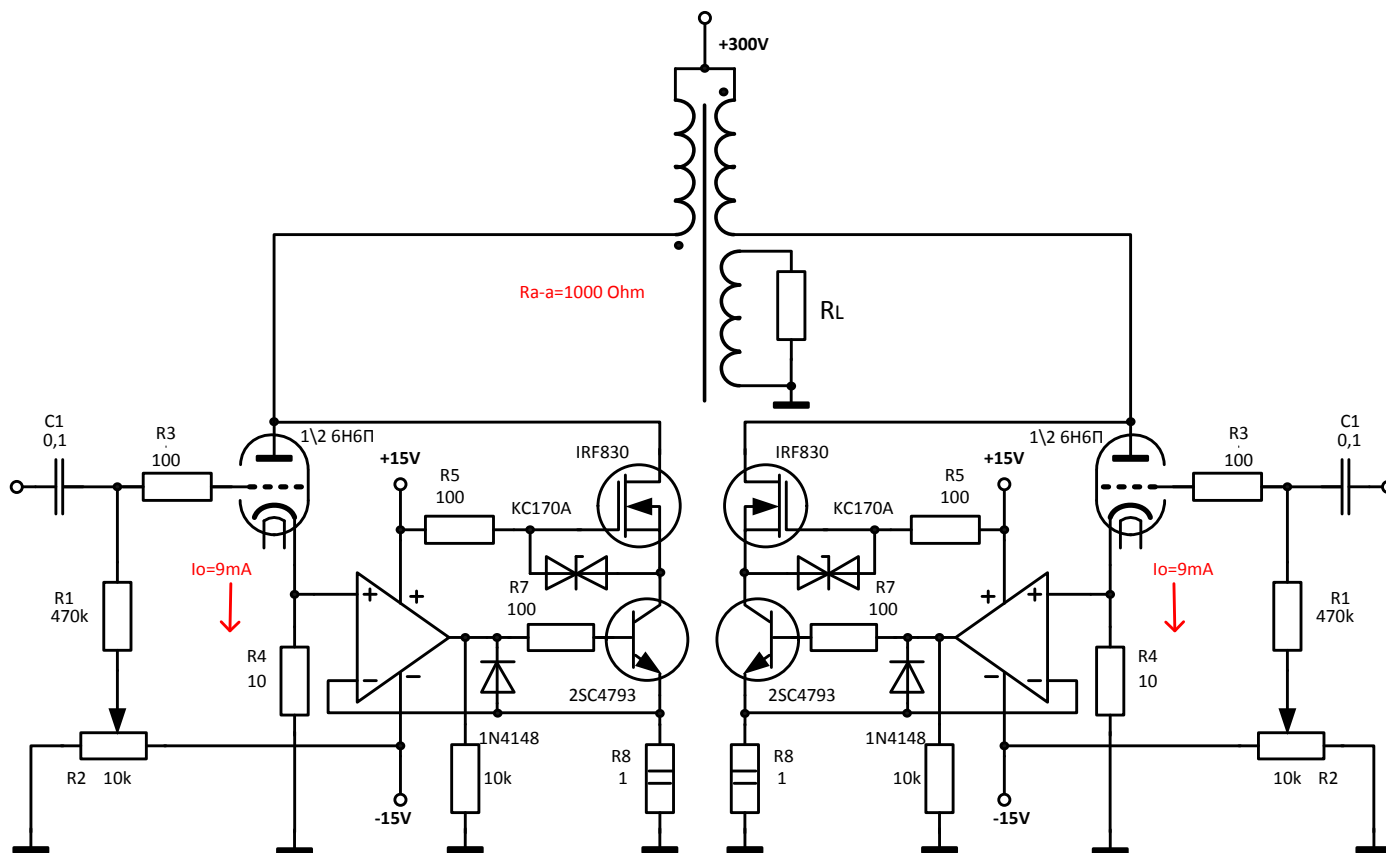 +300V
Ra-a=1000 Ohm
RL
C1
0,1
R3
100
1\2 6Н6П
+15V
R5
100
IRF830
KC170A
IRF830
KC170A
+15V
R5
100
1\2 6Н6П
R3
100
C1
0,1
R1
470k
Io=9mA
R4
10
+
+
−
−
R7
100
2SC4793
R7
100
2SC4793
+
+
−
−
Io=9mA
R4
10
R1
470k
R2 10k
-15V
1N4148
10k
R8
1
R8
1
1N4148
10k
-15V
10k R2